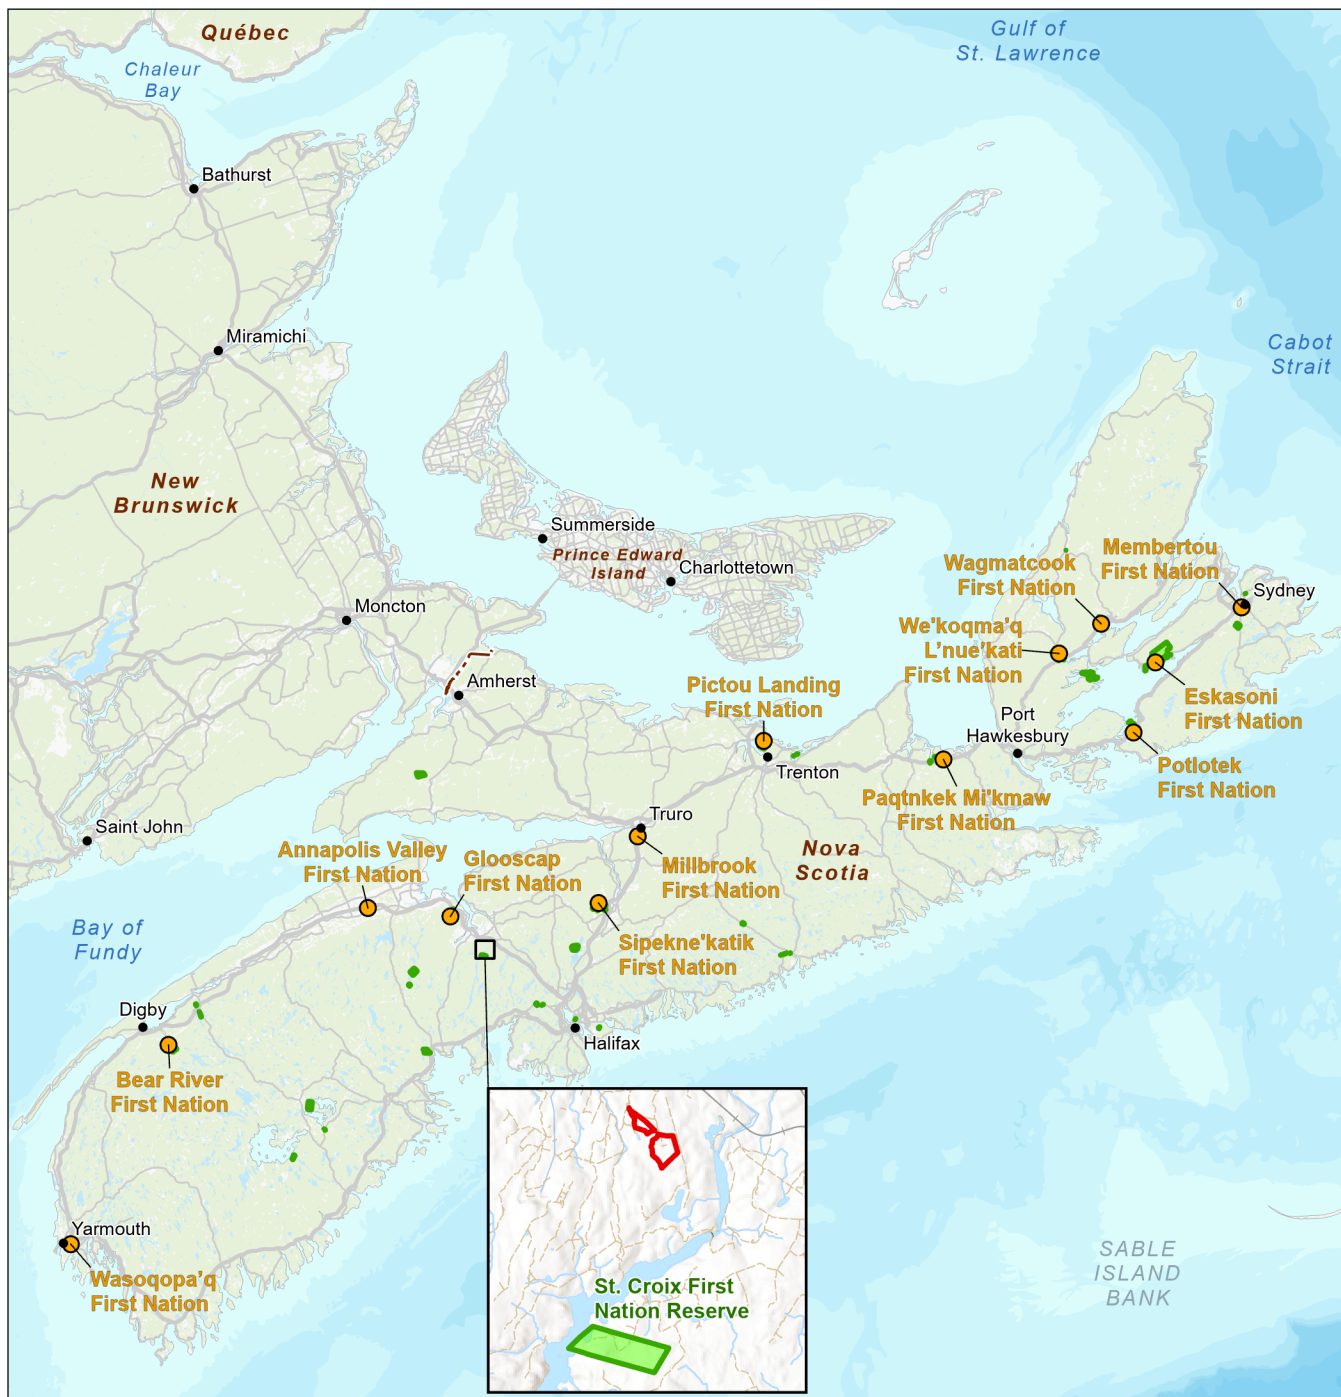 Québec
Gulf of
St. Lawrence
Chaleur
Bay
Bathurst
Miramichi
Cabot
Strait
New
Brunswick
Summerside
Prince Edward
Island
Charlottetown
Moncton
Wagmatcook
First Nation
Membertou
First Nation
Sydney
We'koqma'q
L'nue'kati
First Nation
Amherst
Pictou Landing
First Nation
Eskasoni
First Nation
Port
Hawkesbury
Trenton
Potlotek
First Nation
Paqtnkek Mi'kmaw
First Nation
Saint John
Truro
Nova
Scotia
Annapolis Valley
First Nation
Glooscap
First Nation
Millbrook
First Nation
Bay of
Fundy
Sipekne'katik
First Nation
Digby
Halifax
Bear River
First Nation
Yarmouth
Wasoqopa’q
First Nation
St. Croix First
Nation Reserve
SABLE
ISLAND
BANK